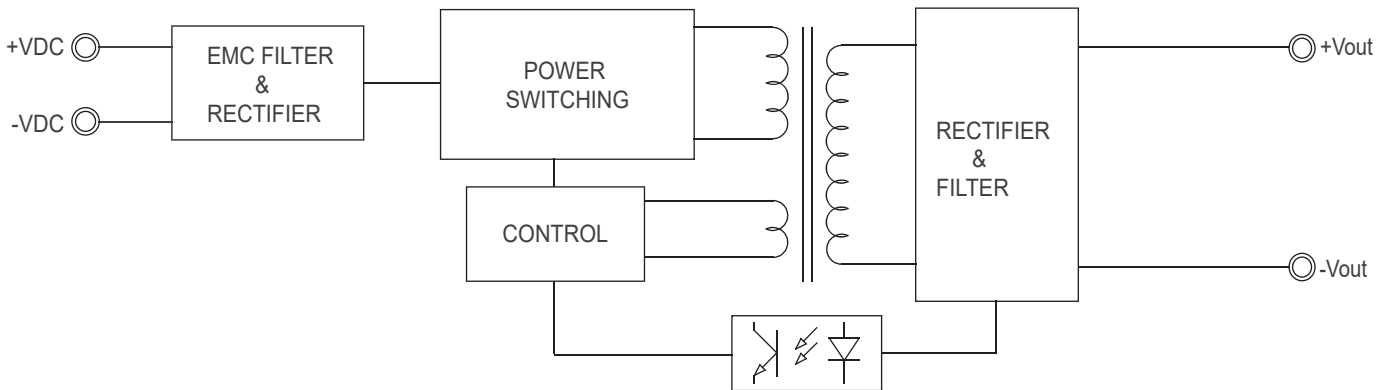 +VDC
-VDC
EMC FILTER
&
RECTIFIER
POWER
SWITCHING
CONTROL
RECTIFIER
&
FILTER
+Vout
-Vout